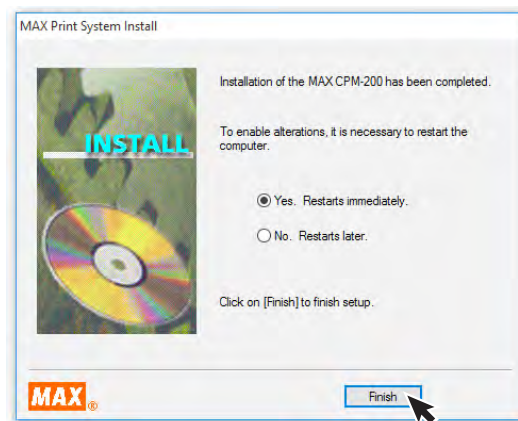 MAX Print System Install
INSTALL
Installation of the MAX CPM-200 has been completed.
To enable alterations, it is necessary to restart the
computer.
Yes. Restarts immediately.
No. Restarts later.
Click on [Finish] to finish setup.
MAX®
Finish